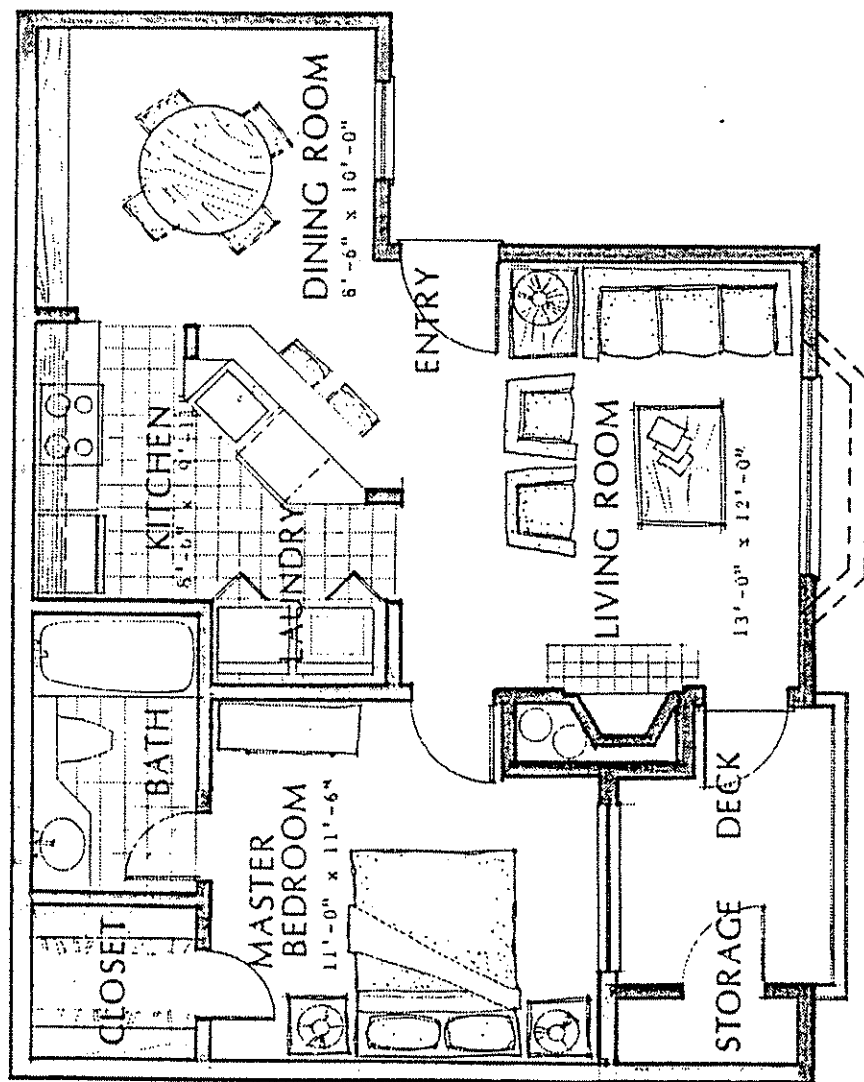 CLOSET
BATH
KITCHEN
8'-6" x
DINING ROOM
x 10'-0"
LAUNDRY
MASTER
BEDROOM
11'-0" x 11'-6"
ENTRY
LIVING ROOM
13'-0" x 12'-0"
STORAGE
DECK